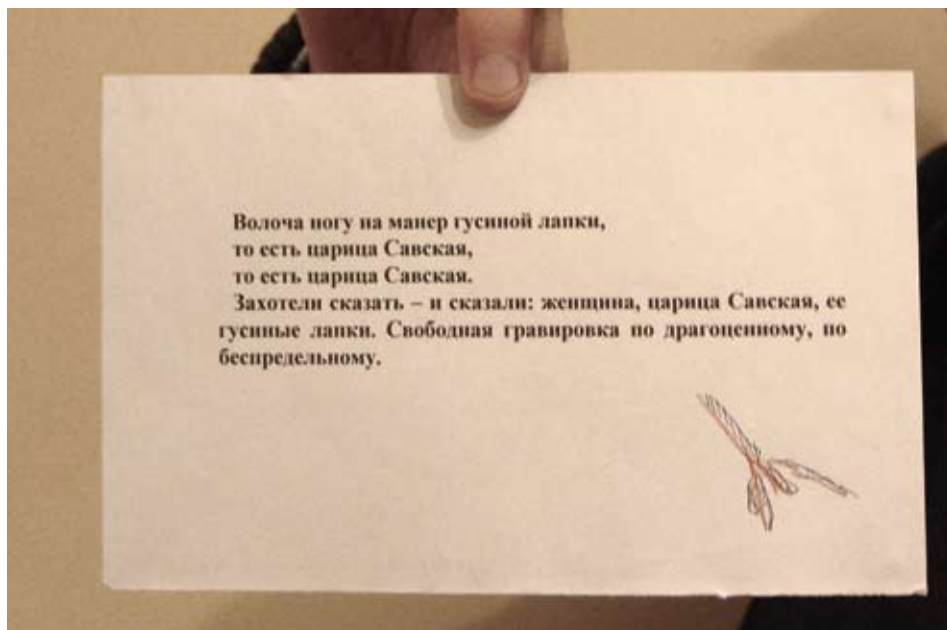 Волоча ногу на манер гусиной лапки,
то есть царица Савская,
то есть царица Савская.
Захотели сказать – и сказали: женщина, царица Савская, ее
гусиные лапки. Свободная гравировка по драгоценному, по
беспредельному.